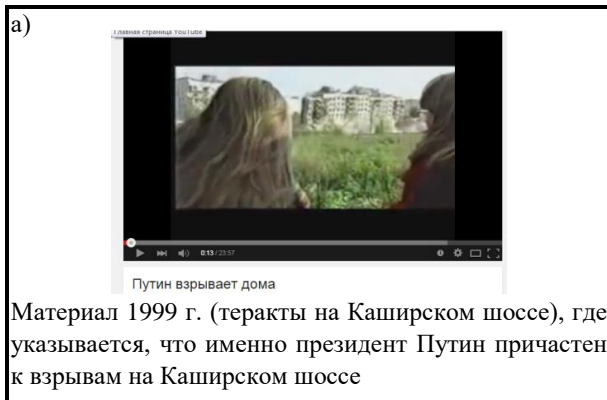 а)
Главная страница YouTube
0:13 / 23:57
Путин взрывает дома
Материал 1999 г. (теракты на Каширском шоссе), где
указывается, что именно президент Путин причастен
к взрывам на Каширском шоссе